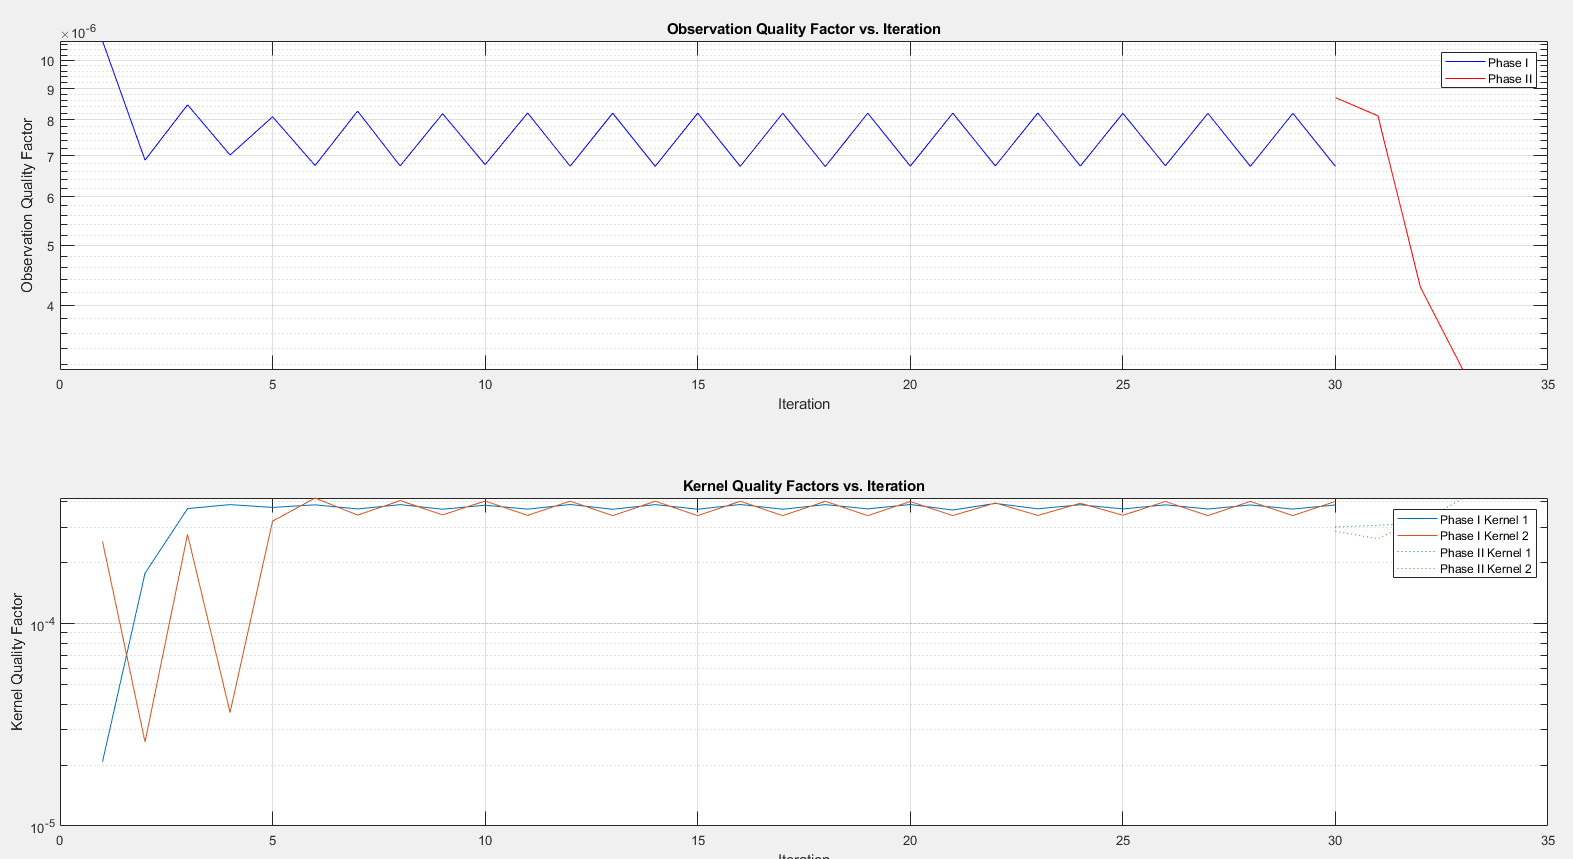 Observation Quality Factor vs. Iteration
×10^-6
Observation Quality Factor
10
9
8
7
6
5
4
0 5 10 15 20 25 30 35
Iteration
Phase I
Phase II
Kernel Quality Factors vs. Iteration
Kernel Quality Factor
10^-4
10^-5
0 5 10 15 20 25 30 35
Iteration
Phase I Kernel 1
Phase I Kernel 2
Phase II Kernel 1
Phase II Kernel 2